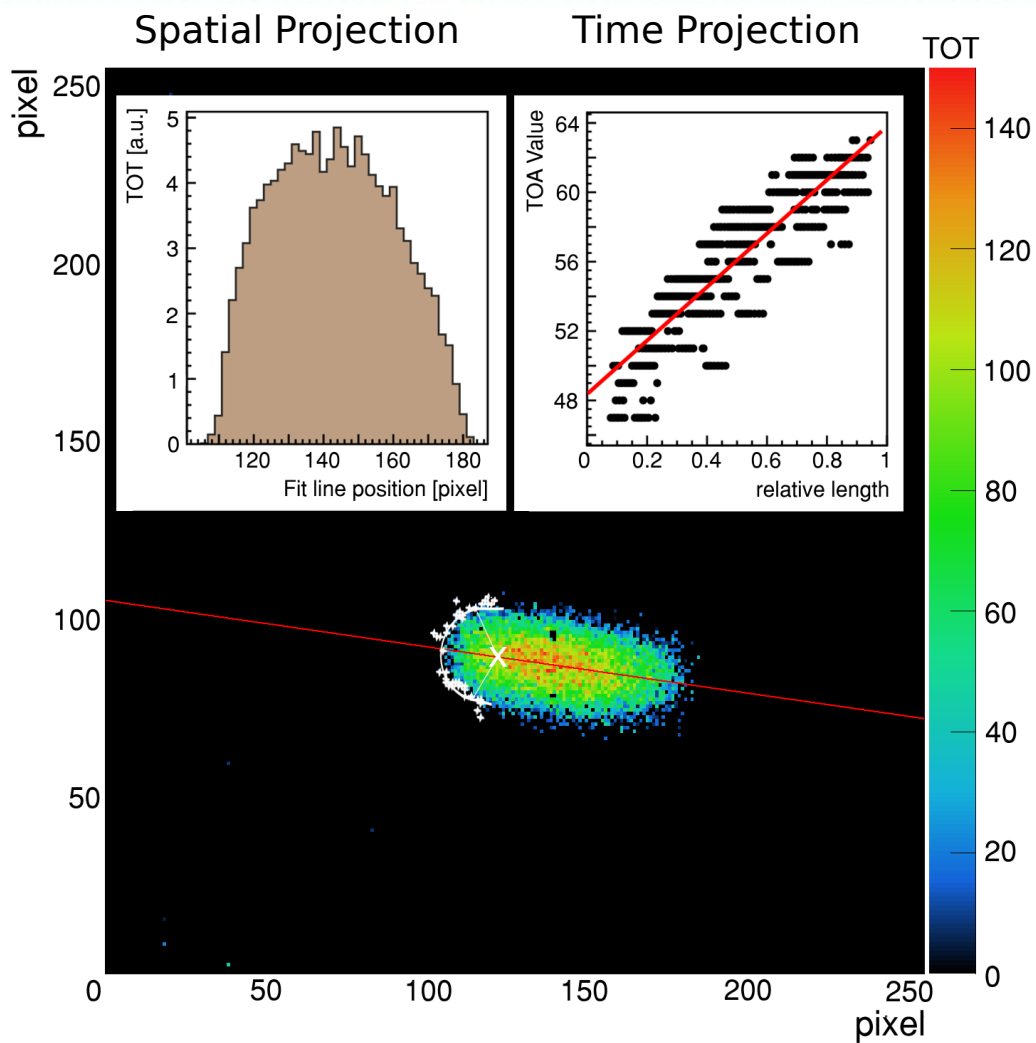 Spatial Projection
Time Projection
TOT
pixel
250
200
150
100
50
0
TOT [a.u.]
5
4
3
2
1
0
120 140 160 180
Fit line position [pixel]
TOA Value
64
60
56
52
48
0 0.2 0.4 0.6 0.8 1
relative length
140
120
100
80
60
40
20
0
50 100 150 200 250
pixel